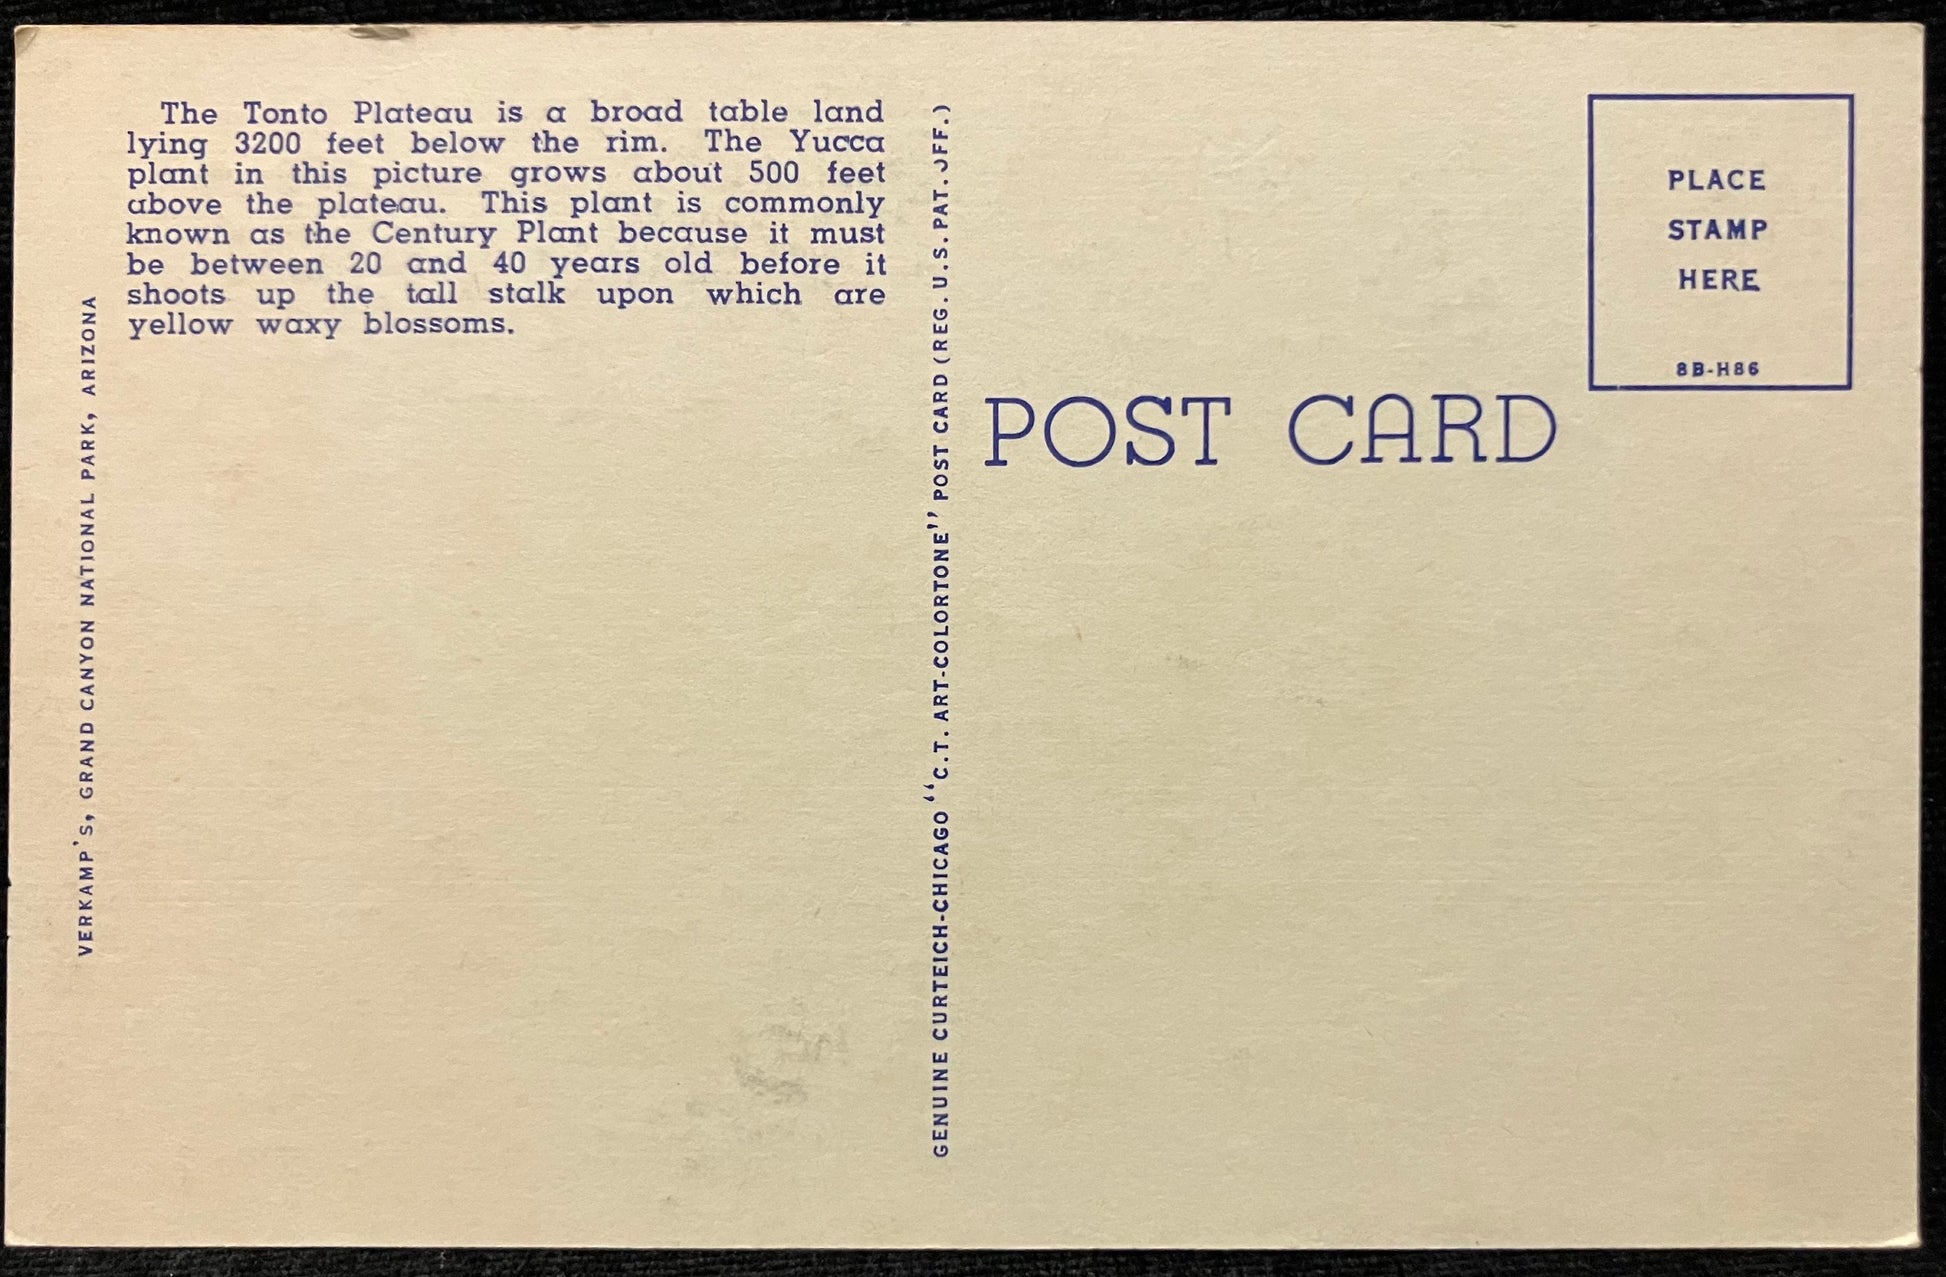 The Tonto Plateau is a broad table land
lying 3200 feet below the rim. The Yucca
plant in this picture grows about 500 feet
above the plateau. This plant is commonly
known as the Century Plant because it must
be between 20 and 40 years old before it
shoots up the tall stalk upon which are
yellow waxy blossoms.
VERKAMP'S, GRAND CANYON NATIONAL PARK, ARIZONA
GENUINE CURTEICH-CHICAGO "C.T. ART-COLORTONE" POST CARD (REG. U.S. PAT. OFF.)
POST CARD
PLACE
STAMP
HERE
8B-H86